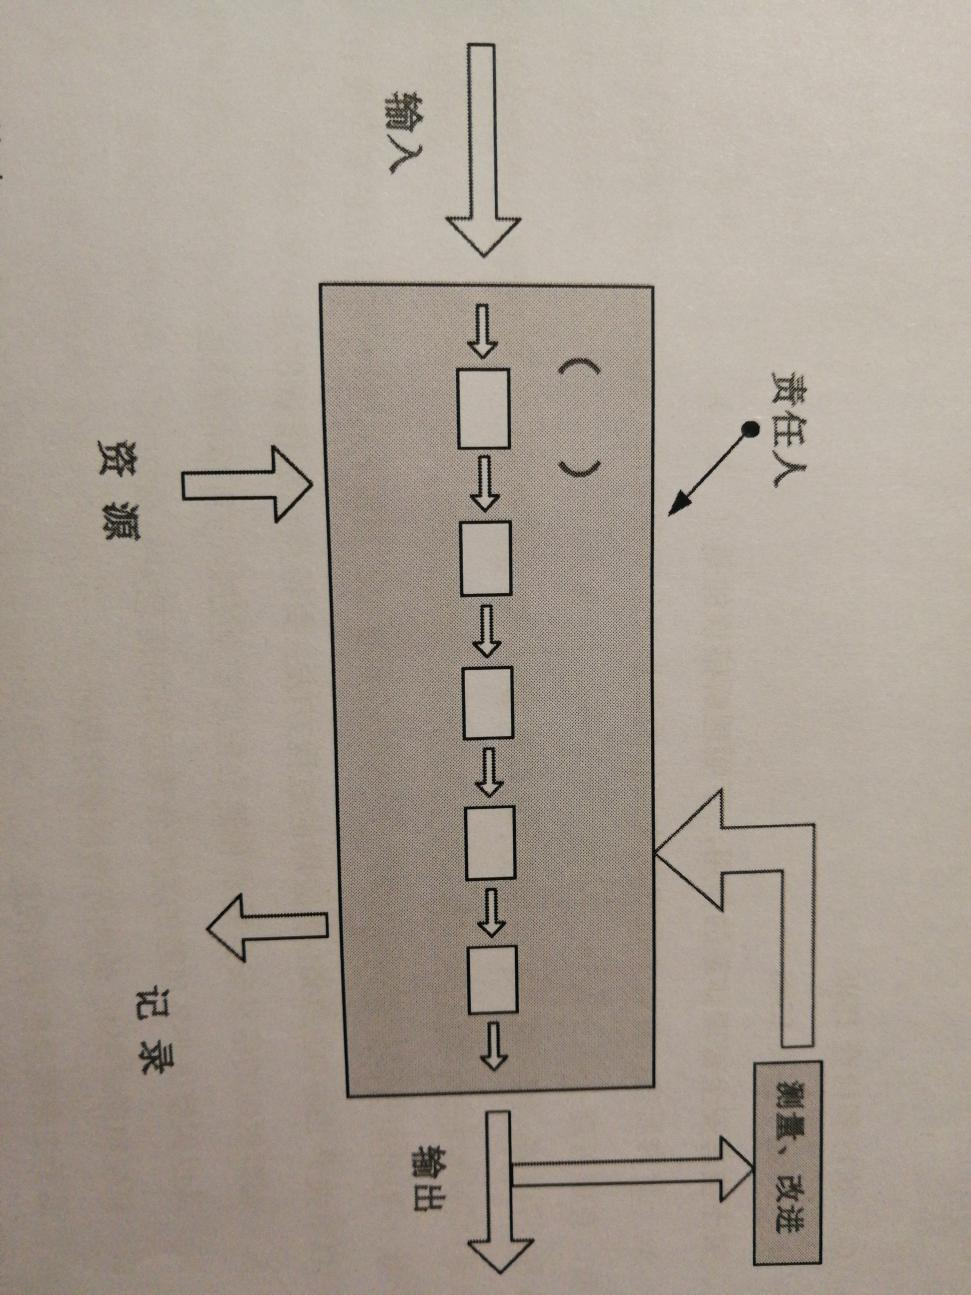 责任人
测量、改进
(  )
输入
输出
资 源
记 录